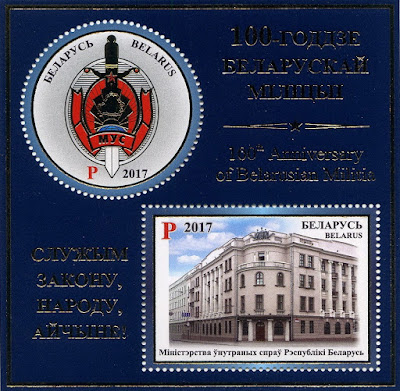 БЕЛАРУСЬ BELARUS
МУС
P 2017
100-ГОДДЗЕ
БЕЛАРУСКАЙ
МІЛІЦЫІ
100th Anniversary
of Belarusian Militia
СЛУЖЫМ
ЗАКОНУ,
НАРОДУ,
АЙЧЫНЕ!
P 2017
БЕЛАРУСЬ
BELARUS
Міністэрства ўнутраных спраў Рэспублікі Беларусь